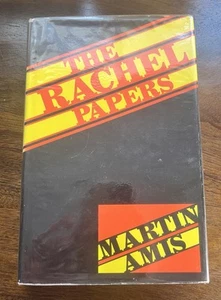 THE
RACHEL
PAPERS
MARTIN
AMIS